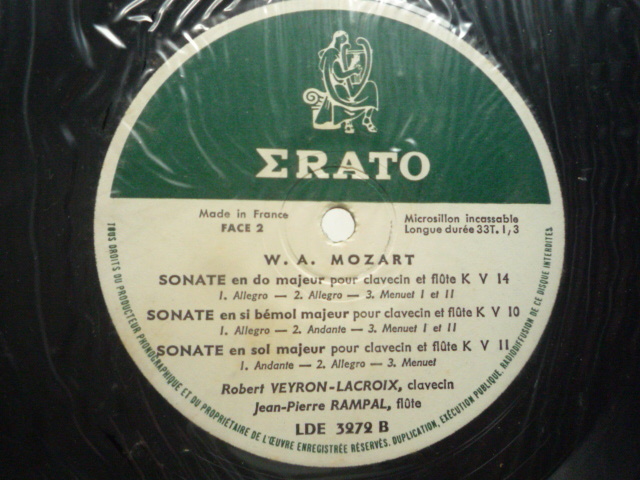 ΣRATO
Made in France
FACE 2
Microsillon incassable
Longue durée 33T. 1/3
W. A. MOZART
SONATE en do majeur pour clavecin et flûte K V 14
1. Allegro — 2. Allegro — 3. Menuet I et II
SONATE en si bémol majeur pour clavecin et flûte K V 10
1. Allegro — 2. Andante — 3. Menuet I et II
SONATE en sol majeur pour clavecin et flûte K V 11
1. Andante — 2. Allegro — 3. Menuet
Robert VEYRON-LACROIX, clavecin
Jean-Pierre RAMPAL, flûte
LDE 3272 B
TOUS DROITS DU PRODUCTEUR PHONOGRAPHIQUE ET DU PROPRIÉTAIRE DE L'ŒUVRE ENREGISTRÉE RÉSERVÉS. DUPLICATION, EXÉCUTION PUBLIQUE, RADIODIFFUSION DE CE DISQUE INTERDITES